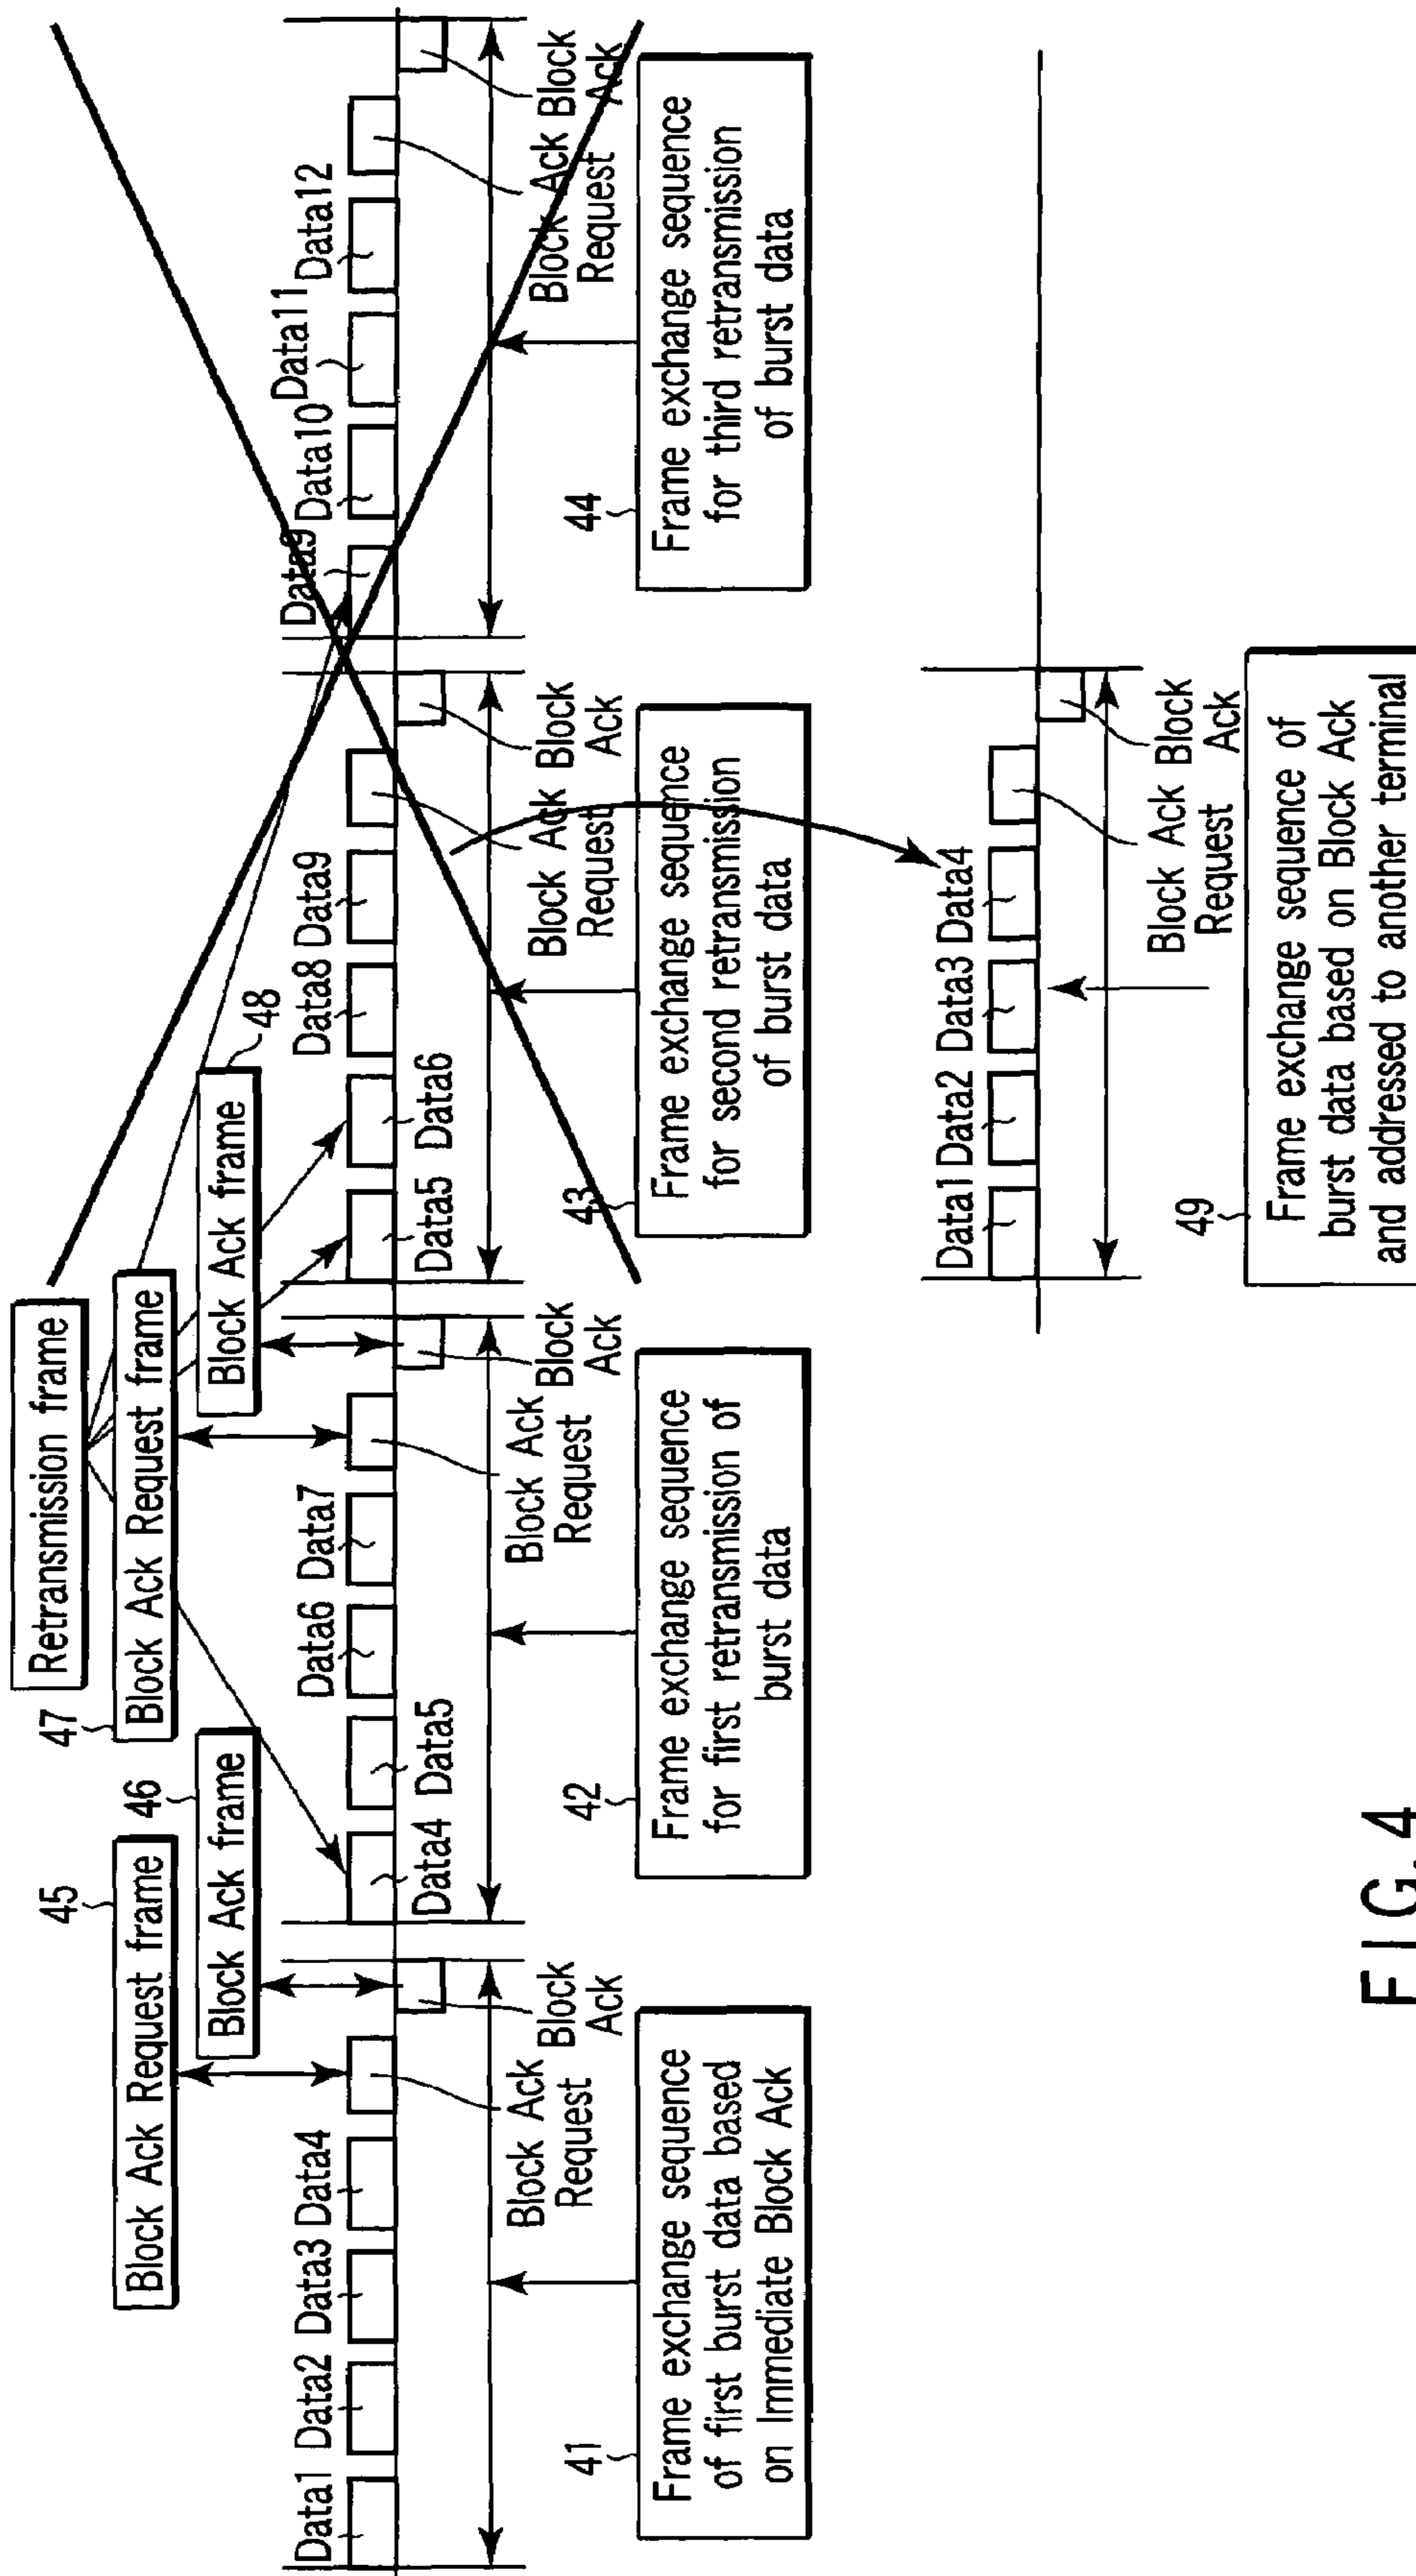 Retransmission frame
45
Block Ack Request frame
47
Block Ack Request frame
46
Block Ack frame
48
Block Ack frame
Data1
Data2
Data3
Data4
Block Ack
Request
Block
Ack
Data4
Data5
Data6
Data7
Block Ack
Request
Block
Ack
Data5
Data6
Data8
Data9
Block Ack
Request
Block
Ack
Data9
Data10
Data11
Data12
Block Ack
Request
Block
Ack
41
Frame exchange sequence
of first burst data based
on Immediate Block Ack
42
Frame exchange sequence
for first retransmission of
burst data
43
Frame exchange sequence
for second retransmission
of burst data
44
Frame exchange sequence
for third retransmission
of burst data
Data1
Data2
Data3
Data4
Block Ack
Request
Block
Ack
49
Frame exchange sequence of
burst data based on Block Ack
and addressed to another terminal
FIG. 4